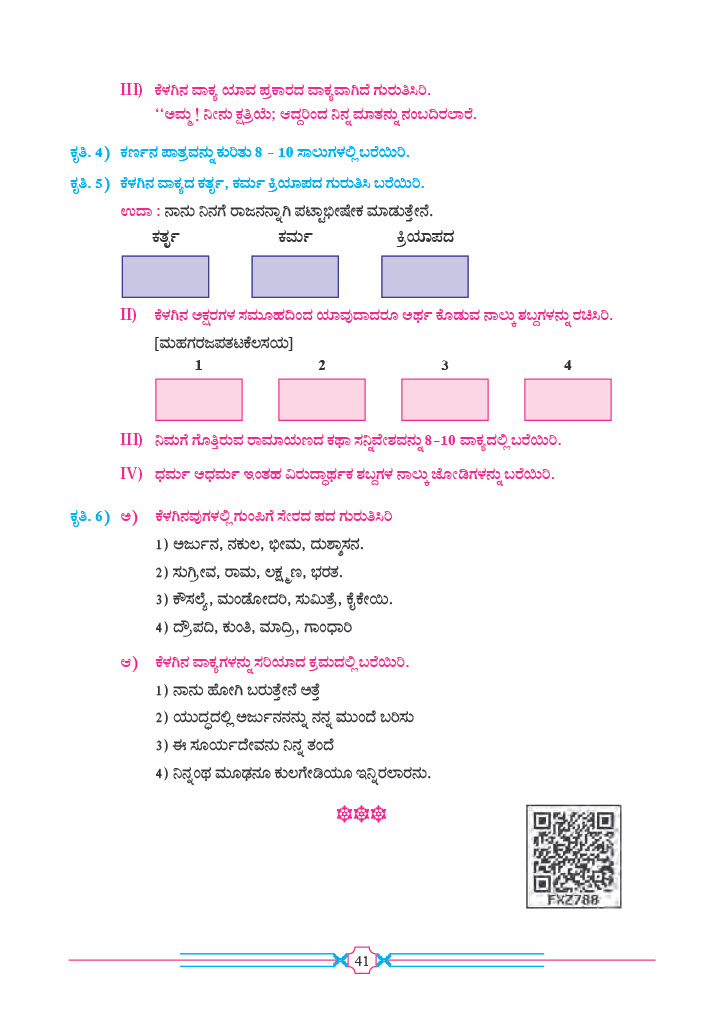 III) ಕೆಳಗಿನ ವಾಕ್ಯ ಯಾವ ಪ್ರಕಾರದ ವಾಕ್ಯವಾಗಿದೆ ಗುರುತಿಸಿರಿ.
‘‘ಅಮ್ಮ! ನೀನು ಕ್ಷತ್ರಿಯೆ; ಆದ್ದರಿಂದ ನಿನ್ನ ಮಾತನ್ನು ನಂಬದಿರಲಾರೆ.
ಕೃತಿ. 4) ಕರ್ಣನ ಪಾತ್ರವನ್ನು ಕುರಿತು 8 – 10 ಸಾಲುಗಳಲ್ಲಿ ಬರೆಯಿರಿ.
ಕೃತಿ. 5) ಕೆಳಗಿನ ವಾಕ್ಯದ ಕರ್ತೃ, ಕರ್ಮ ಕ್ರಿಯಾಪದ ಗುರುತಿಸಿ ಬರೆಯಿರಿ.
ಉದಾ : ನಾನು ನಿನಗೆ ರಾಜನನ್ನಾಗಿ ಪಟ್ಟಾಭೀಷೇಕ ಮಾಡುತ್ತೇನೆ.
ಕರ್ತೃ ಕರ್ಮ ಕ್ರಿಯಾಪದ
II) ಕೆಳಗಿನ ಅಕ್ಷರಗಳ ಸಮೂಹದಿಂದ ಯಾವುದಾದರೂ ಅರ್ಥ ಕೊಡುವ ನಾಲ್ಕು ಶಬ್ದಗಳನ್ನು ರಚಿಸಿರಿ.
[ಮಹಗರಜಪತಟಕೆಲಸಯ]
1 2 3 4
III) ನಿಮಗೆ ಗೊತ್ತಿರುವ ರಾಮಾಯಣದ ಕಥಾ ಸನ್ನಿವೇಶವನ್ನು 8–10 ವಾಕ್ಯದಲ್ಲಿ ಬರೆಯಿರಿ.
IV) ಧರ್ಮ ಅಧರ್ಮ ಇಂತಹ ವಿರುದ್ಧಾರ್ಥಕ ಶಬ್ದಗಳ ನಾಲ್ಕು ಜೋಡಿಗಳನ್ನು ಬರೆಯಿರಿ.
ಕೃತಿ. 6) ಅ) ಕೆಳಗಿನವುಗಳಲ್ಲಿ ಗುಂಪಿಗೆ ಸೇರದ ಪದ ಗುರುತಿಸಿರಿ
1) ಅರ್ಜುನ, ನಕುಲ, ಭೀಮ, ದುಶ್ಶಾಸನ.
2) ಸುಗ್ರೀವ, ರಾಮ, ಲಕ್ಷ್ಮಣ, ಭರತ.
3) ಕೌಸಲ್ಯೆ, ಮಂಡೋದರಿ, ಸುಮಿತ್ರೆ, ಕೈಕೇಯಿ.
4) ದ್ರೌಪದಿ, ಕುಂತಿ, ಮಾದ್ರಿ, ಗಾಂಧಾರಿ
ಆ) ಕೆಳಗಿನ ವಾಕ್ಯಗಳನ್ನು ಸರಿಯಾದ ಕ್ರಮದಲ್ಲಿ ಬರೆಯಿರಿ.
1) ನಾನು ಹೋಗಿ ಬರುತ್ತೇನೆ ಅತ್ತೆ
2) ಯುದ್ಧದಲ್ಲಿ ಅರ್ಜುನನನ್ನು ನನ್ನ ಮುಂದೆ ಬರಿಸು
3) ಈ ಸೂರ್ಯದೇವನು ನಿನ್ನ ತಂದೆ
4) ನಿನ್ನಂಥ ಮೂಢನೂ ಕುಲಗೇಡಿಯೂ ಇನ್ನಿರಲಾರನು.
FXZ788
41